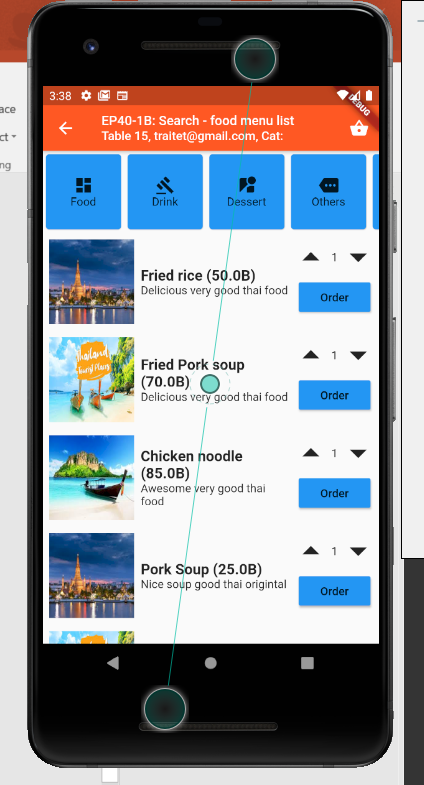 ace
ct
ng
3:38
DEBUG
EP40-1B: Search - food menu list
Table 15, traitet@gmail.com, Cat:
Food
Drink
Dessert
Others
Fried rice (50.0B)
Delicious very good thai food
1
Order
Thailand
Tourist Places
Fried Pork soup
(70.0B)
Delicious very good thai food
1
Order
Chicken noodle
(85.0B)
Awesome very good thai
food
1
Order
Pork Soup (25.0B)
Nice soup good thai origintal
1
Order